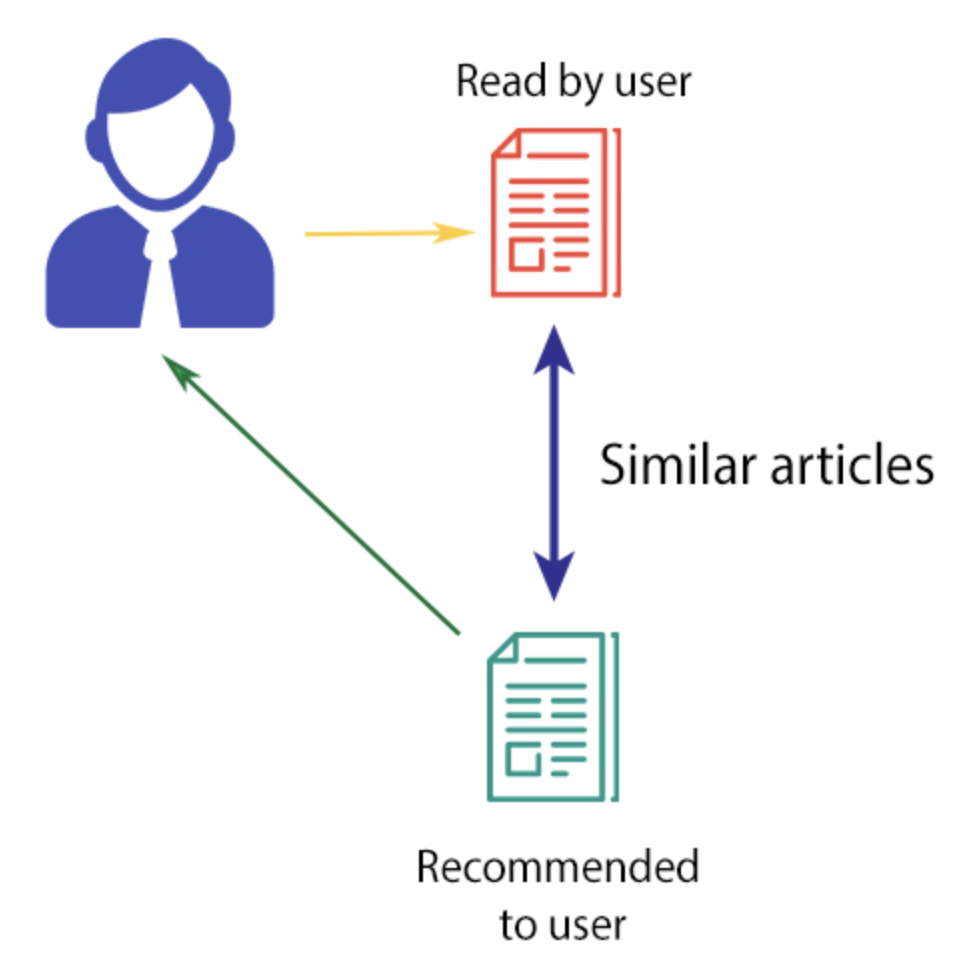 Read by user
Similar articles
Recommended
to user